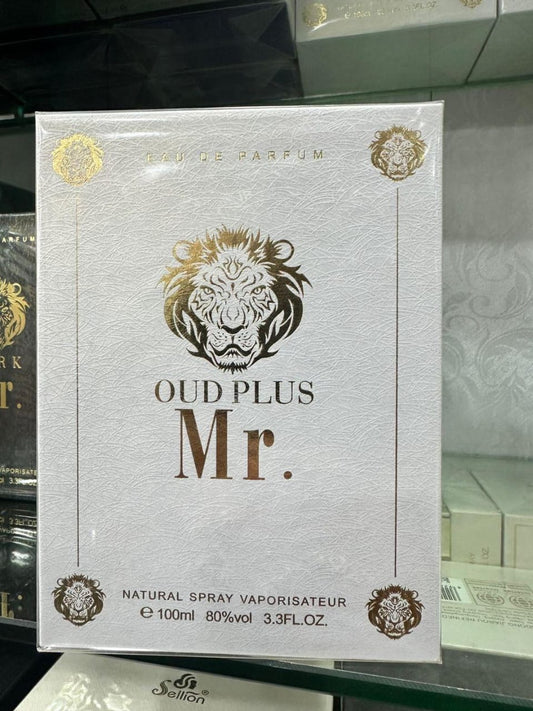 EAU DE PARFUM
OUD PLUS
Mr.
NATURAL SPRAY VAPORISATEUR
℮ 100ml 80%vol 3.3FL.OZ.
Sellion